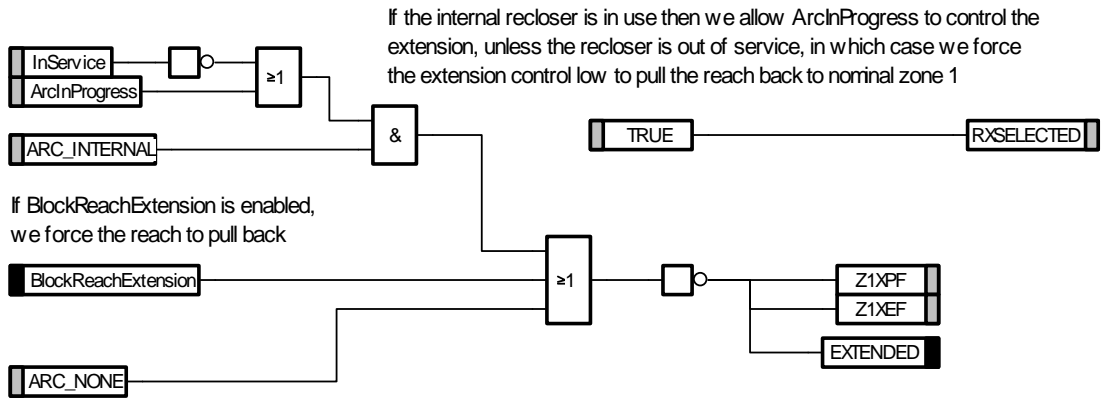 If the internal recloser is in use then we allow ArcInProgress to control the
extension, unless the recloser is out of service, in which case we force
the extension control low to pull the reach back to nominal zone 1
InService
ArcInProgress
≥1
ARC_INTERNAL
&
TRUE
RXSELECTED
If BlockReachExtension is enabled,
we force the reach to pull back
BlockReachExtension
≥1
Z1XPF
Z1XEF
EXTENDED
ARC_NONE